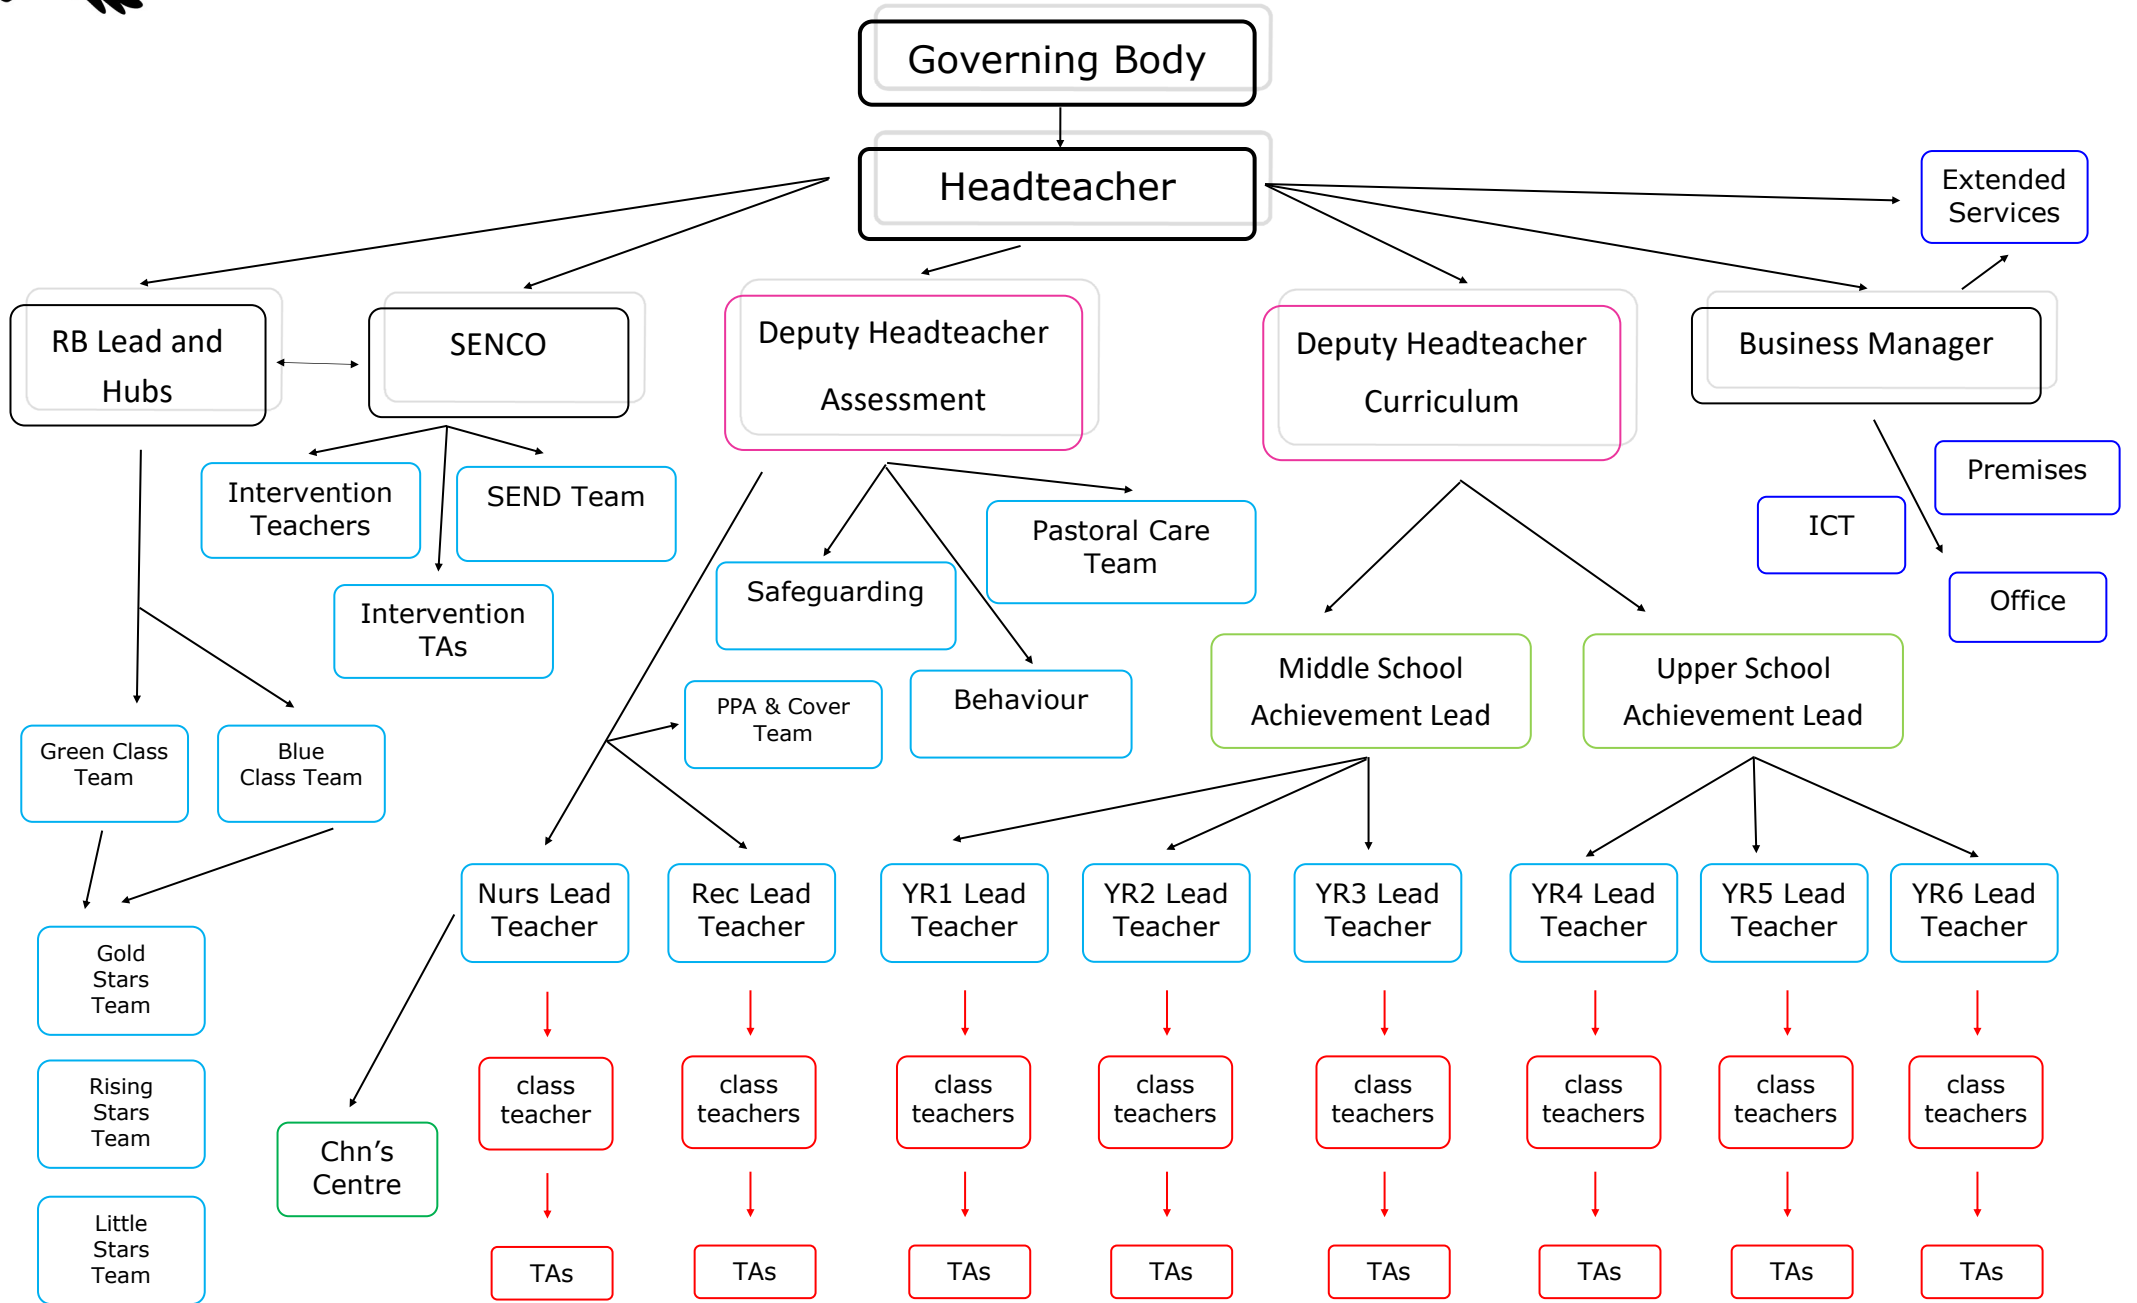 Governing Body
Headteacher
Extended
Services
RB Lead and
Hubs
SENCO
Deputy Headteacher
Assessment
Deputy Headteacher
Curriculum
Business Manager
Intervention
Teachers
SEND Team
Intervention
TAs
Safeguarding
Pastoral Care
Team
Behaviour
PPA & Cover
Team
ICT
Premises
Office
Middle School
Achievement Lead
Upper School
Achievement Lead
Green Class
Team
Blue
Class Team
Gold
Stars
Team
Rising
Stars
Team
Little
Stars
Team
Chn’s
Centre
Nurs Lead
Teacher
Rec Lead
Teacher
YR1 Lead
Teacher
YR2 Lead
Teacher
YR3 Lead
Teacher
YR4 Lead
Teacher
YR5 Lead
Teacher
YR6 Lead
Teacher
class
teacher
class
teachers
class
teachers
class
teachers
class
teachers
class
teachers
class
teachers
class
teachers
TAs
TAs
TAs
TAs
TAs
TAs
TAs
TAs